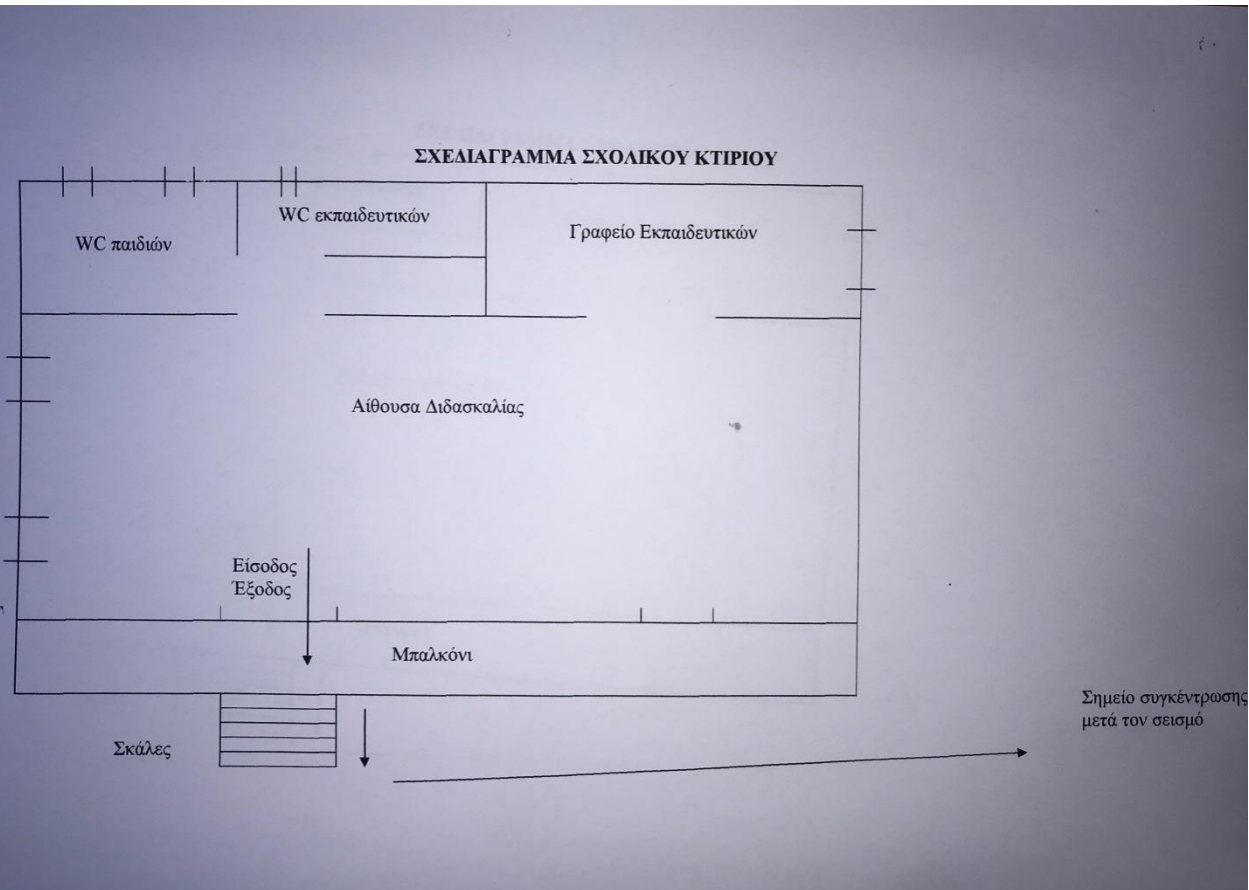 ΣΧΕΔΙΑΓΡΑΜΜΑ ΣΧΟΛΙΚΟΥ ΚΤΙΡΙΟΥ
WC παιδιών
WC εκπαιδευτικών
Γραφείο Εκπαιδευτικών
Αίθουσα Διδασκαλίας
Είσοδος
Έξοδος
Μπαλκόνι
Σκάλες
Σημείο συγκέντρωσης
μετά τον σεισμό